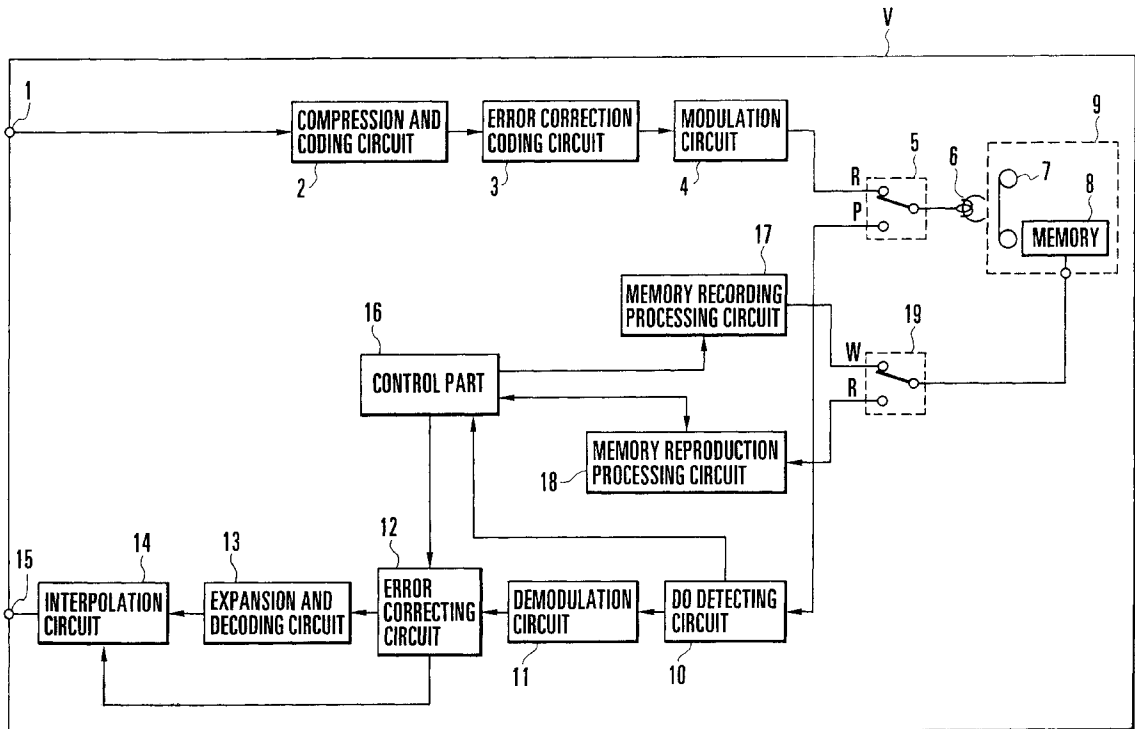 V
1
COMPRESSION AND
CODING CIRCUIT
2
ERROR CORRECTION
CODING CIRCUIT
3
MODULATION
CIRCUIT
4
5
R
P
6
9
7
8
MEMORY
17
MEMORY RECORDING
PROCESSING CIRCUIT
16
CONTROL PART
19
W
R
MEMORY REPRODUCTION
PROCESSING CIRCUIT
18
15
14
INTERPOLATION
CIRCUIT
13
EXPANSION AND
DECODING CIRCUIT
12
ERROR
CORRECTING
CIRCUIT
DEMODULATION
CIRCUIT
11
DO DETECTING
CIRCUIT
10